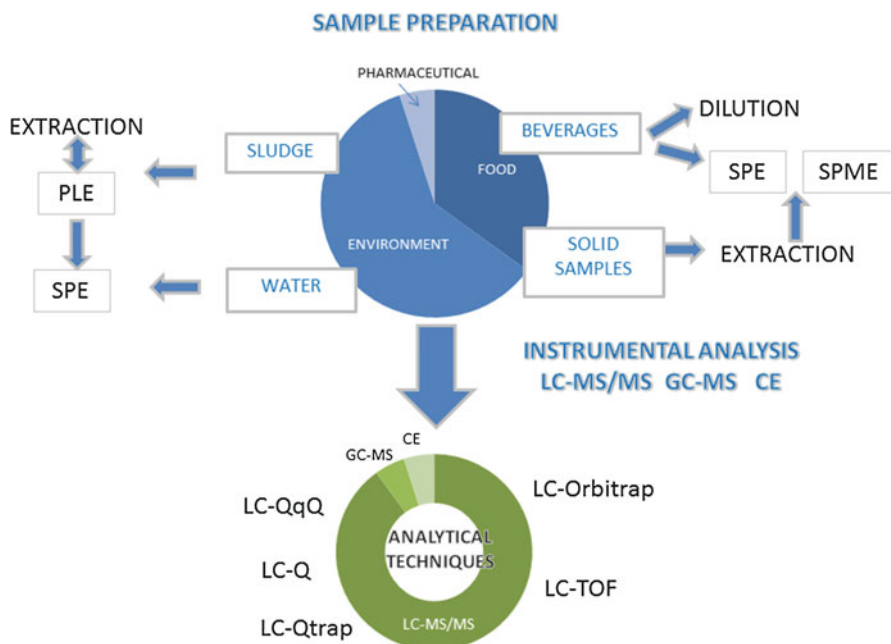 SAMPLE PREPARATION
PHARMACEUTICAL
EXTRACTION
PLE
SPE
SLUDGE
WATER
ENVIRONMENT
FOOD
BEVERAGES
SOLID
SAMPLES
DILUTION
SPE
SPME
EXTRACTION
INSTRUMENTAL ANALYSIS
LC-MS/MS GC-MS CE
GC-MS
CE
LC-QqQ
LC-Q
LC-Qtrap
ANALYTICAL
TECHNIQUES
LC-MS/MS
LC-Orbitrap
LC-TOF